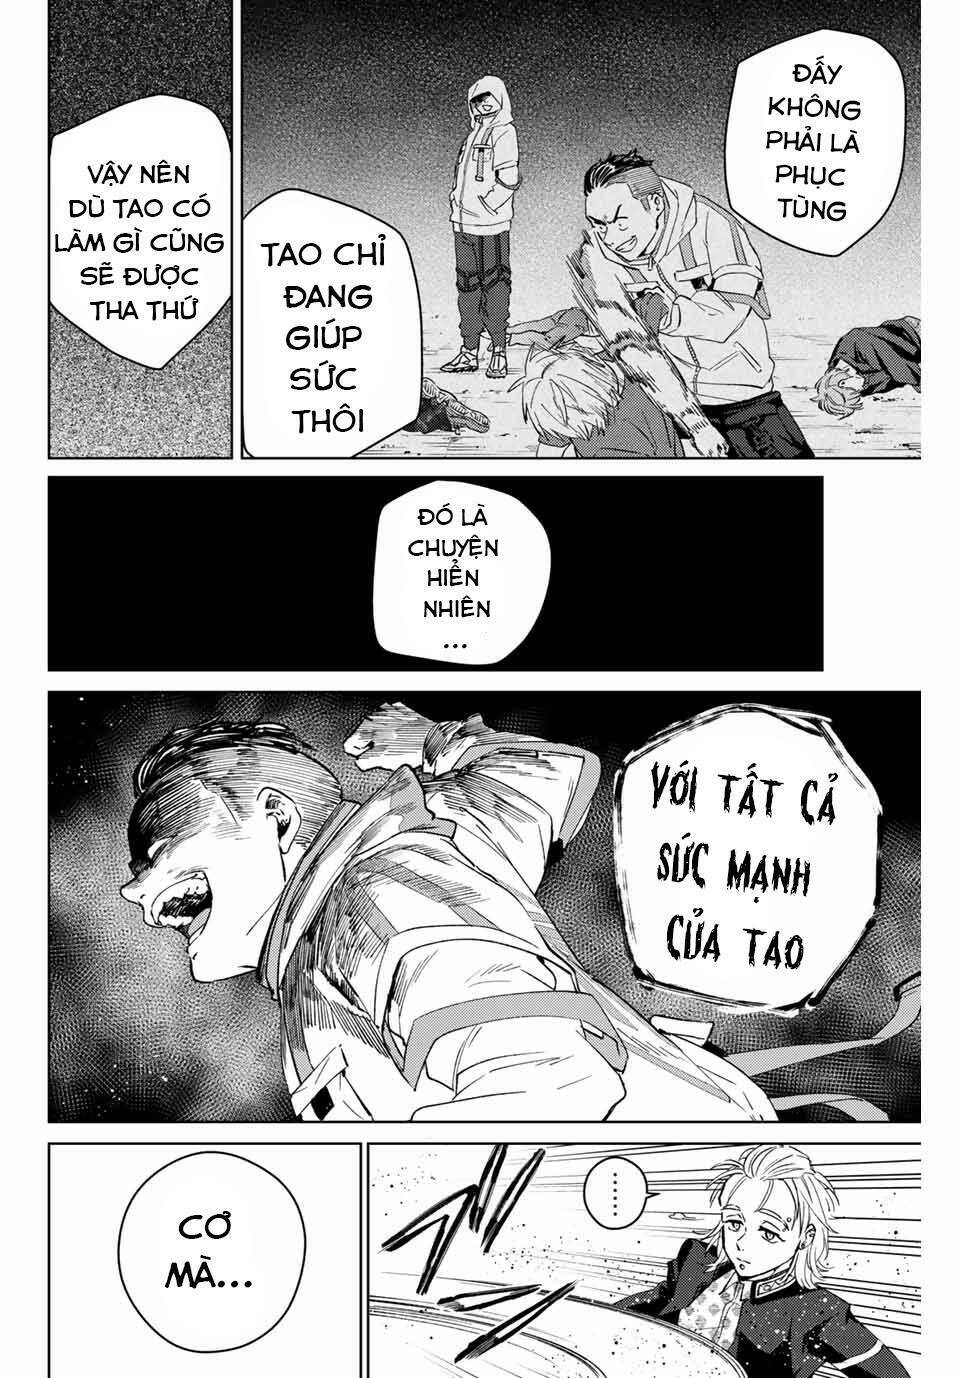 ĐẤY
KHÔNG
PHẢI LÀ
PHỤC
TÙNG
TAO CHỈ
ĐANG
GIÚP
SỨC
THÔI
VẬY NÊN
DÙ TAO CÓ
LÀM GÌ CŨNG
SẼ ĐƯỢC
THA THỨ
ĐÓ LÀ
CHUYỆN
HIỂN
NHIÊN
...
VỚI TẤT CẢ
SỨC MẠNH
CỦA TAO
......
CƠ
MÀ...